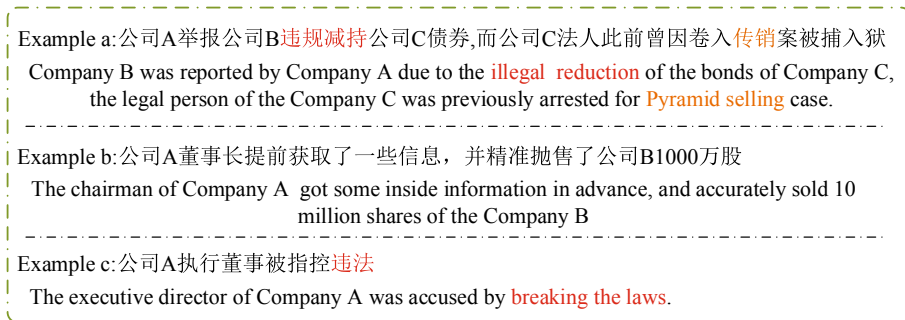 Example a:公司A举报公司B违规减持公司C债券,而公司C法人此前曾因卷入传销案被捕入狱
Company B was reported by Company A due to the illegal reduction of the bonds of Company C,
the legal person of the Company C was previously arrested for Pyramid selling case.
Example b:公司A董事长提前获取了一些信息，并精准抛售了公司B1000万股
The chairman of Company A got some inside information in advance, and accurately sold 10
million shares of the Company B
Example c:公司A执行董事被指控违法
The executive director of Company A was accused by breaking the laws.